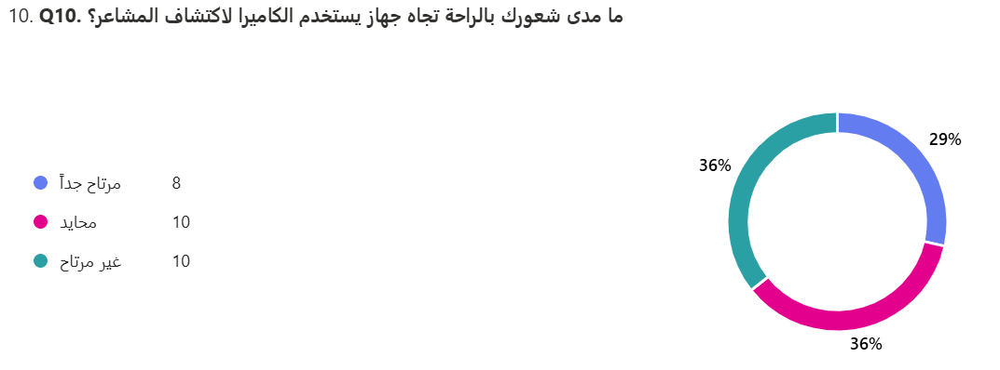 10. Q10. ما مدى شعورك بالراحة تجاه جهاز يستخدم الكاميرا لاكتشاف المشاعر؟
مرتاح جداً 8
محايد 10
غير مرتاح 10
29%
36%
36%